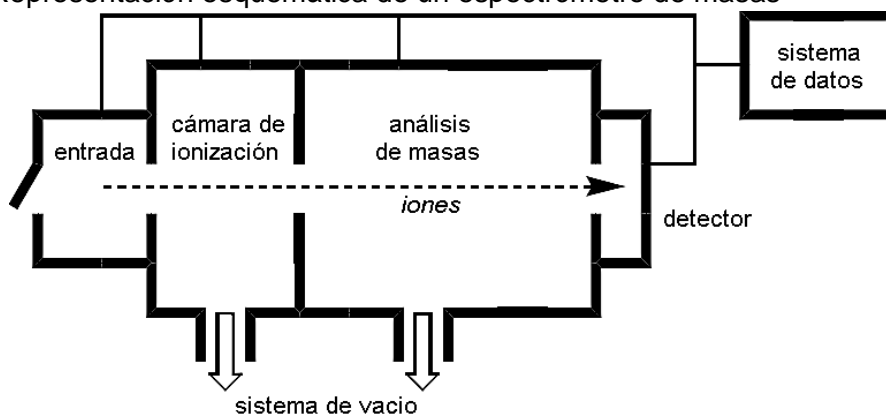 Representación esquemática de un espectrómetro de masas
sistema
de datos
cámara de
ionización
análisis
de masas
entrada
iones
detector
sistema de vacio